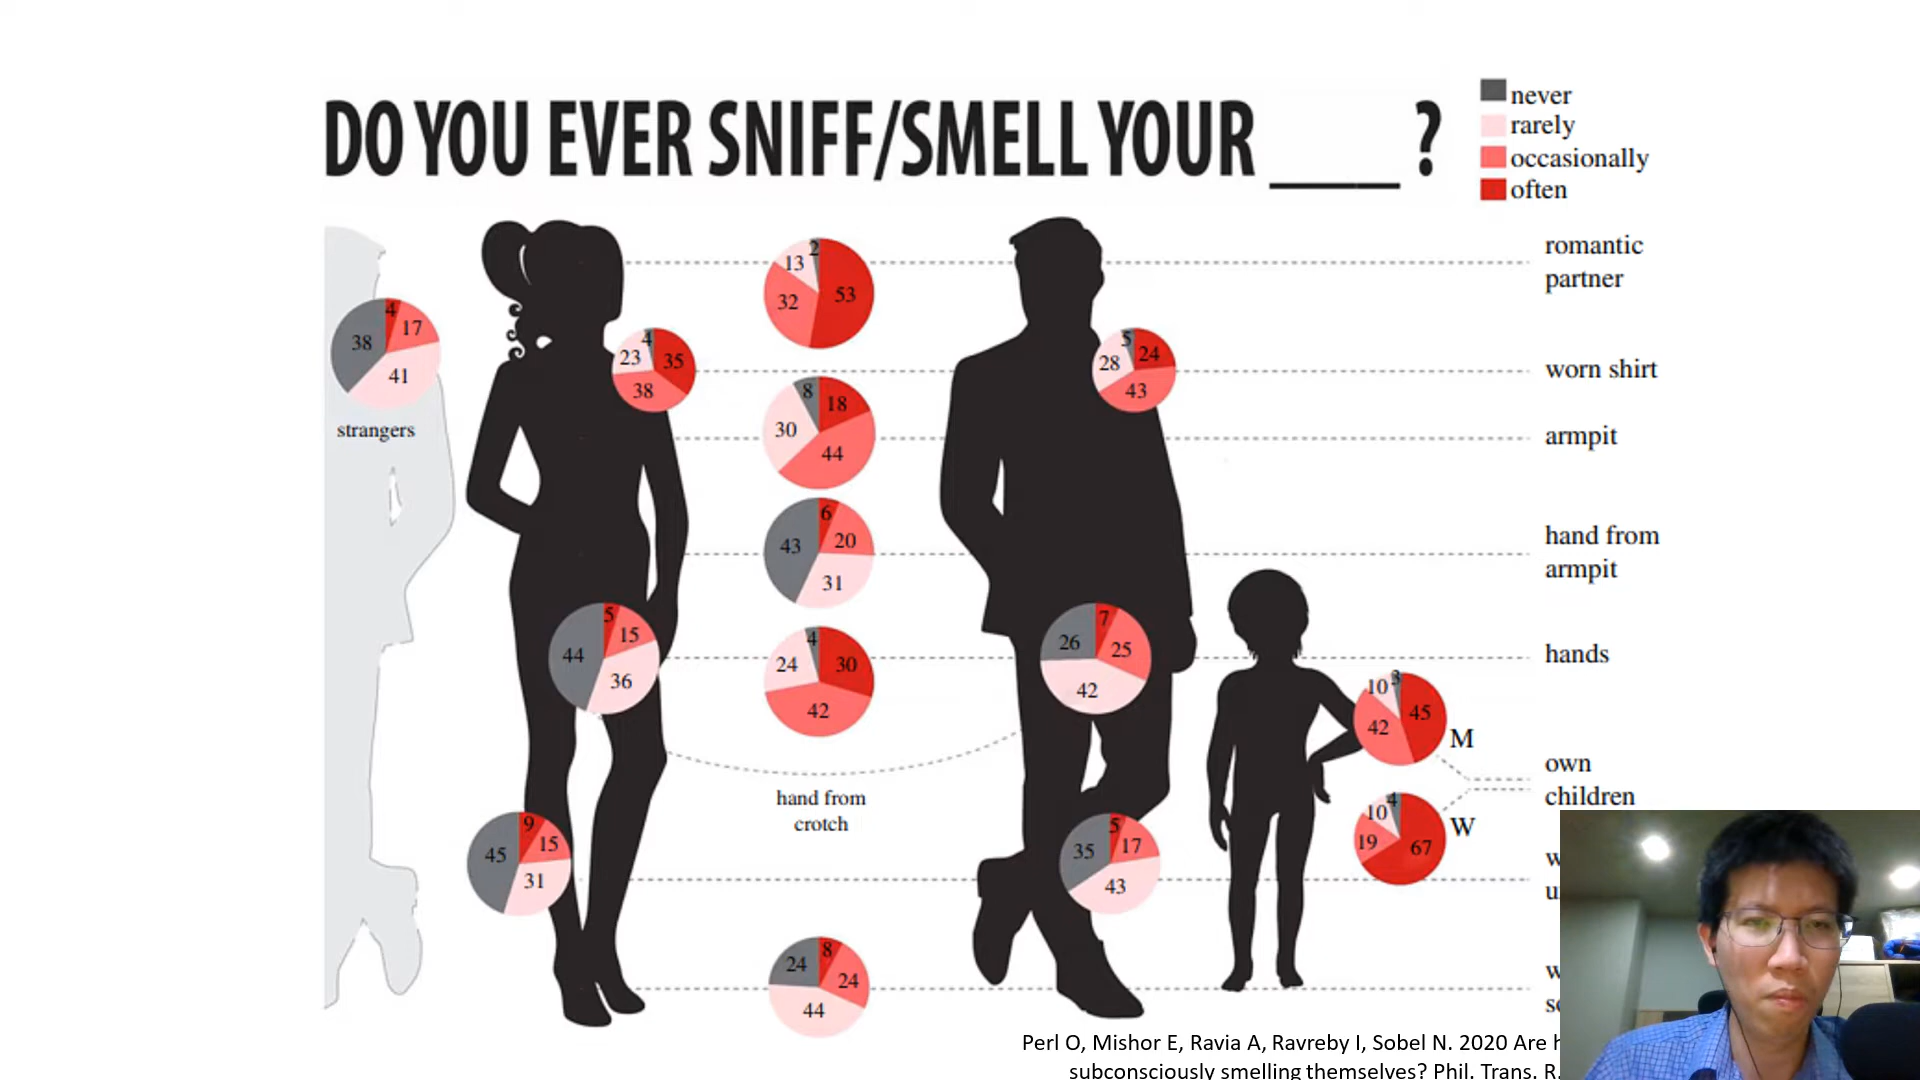 DO YOU EVER SNIFF/SMELL YOUR ____ ?
never
rarely
occasionally
often
romantic
partner
2
13
32
53
4
17
38
41
strangers
4
23
35
38
5
24
28
43
worn shirt
8
18
30
44
armpit
6
43
20
31
hand from
armpit
5
15
44
36
4
24
30
42
7
26
25
42
hands
3
10
45
42
M
own
children
hand from
crotch
4
10
19
67
W
9
45
15
31
5
35
17
43
w
u
8
24
24
44
w
so
Perl O, Mishor E, Ravia A, Ravreby I, Sobel N. 2020 Are h
subconsciously smelling themselves? Phil. Trans. R.